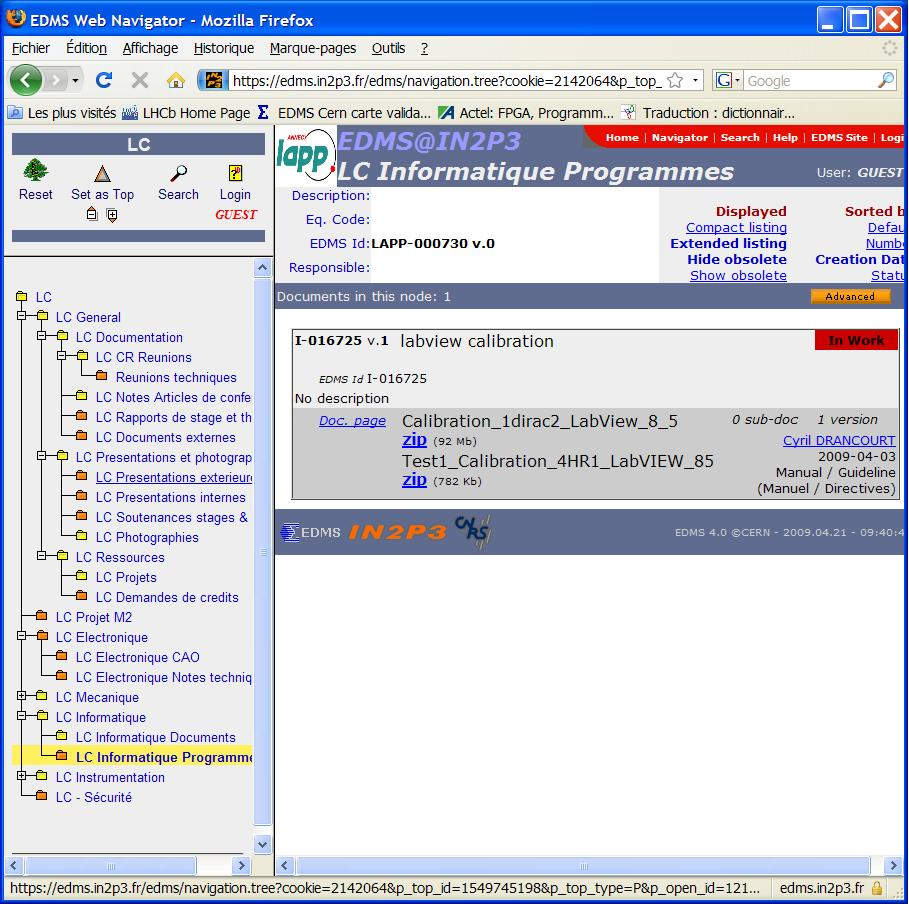 EDMS Web Navigator - Mozilla Firefox
Fichier Édition Affichage Historique Marque-pages Outils ?
https://edms.in2p3.fr/edms/navigation.tree?cookie=2142064&p_top_
Google
Les plus visités LHCb Home Page EDMS Cern carte valida... Actel: FPGA, Programm... Traduction : dictionnair...
LC
Reset Set as Top Search Login
GUEST
LC
LC General
LC Documentation
LC CR Reunions
Reunions techniques
LC Notes Articles de confe
LC Rapports de stage et th
LC Documents externes
LC Presentations et photograp
LC Presentations exterieure
LC Presentations internes
LC Soutenances stages &
LC Photographies
LC Ressources
LC Projets
LC Demandes de credits
LC Projet M2
LC Electronique
LC Electronique CAO
LC Electronique Notes techniq
LC Mecanique
LC Informatique
LC Informatique Documents
LC Informatique Programme
LC Instrumentation
LC - Sécurité
ANNECY
lapp
EDMS@IN2P3
Home | Navigator | Search | Help | EDMS Site | Logi
LC Informatique Programmes
User: GUEST
Description:
Eq. Code:
EDMS Id: LAPP-000730 v.0
Responsible:
Displayed
Compact listing
Extended listing
Hide obsolete
Show obsolete
Sorted b
Defau
Numbe
Creation Dat
Statu
Documents in this node: 1
Advanced
I-016725 v.1 labview calibration
In Work
EDMS Id I-016725
No description
Doc. page Calibration_1dirac2_LabView_8_5
zip (92 Mb)
Test1_Calibration_4HR1_LabVIEW_85
zip (782 Kb)
0 sub-doc 1 version
Cyril DRANCOURT
2009-04-03
Manual / Guideline
(Manuel / Directives)
EDMS IN2P3 CNRS
EDMS 4.0 ©CERN - 2009.04.21 - 09:40:4
https://edms.in2p3.fr/edms/navigation.tree?cookie=2142064&p_top_id=1549745198&p_top_type=P&p_open_id=121...
edms.in2p3.fr